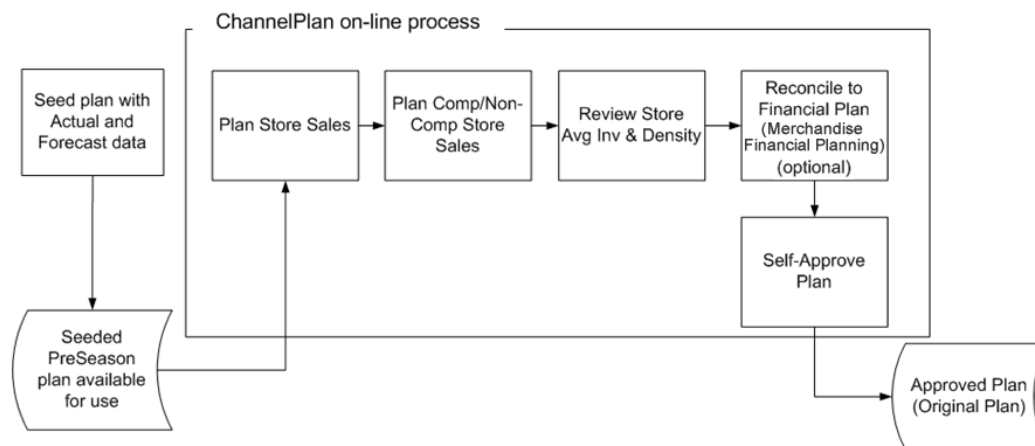 ChannelPlan on-line process
Seed plan with
Actual and
Forecast data
Plan Store Sales
Plan Comp/Non-
Comp Store
Sales
Review Store
Avg Inv & Density
Reconcile to
Financial Plan
(Merchandise
Financial Planning)
(optional)
Self-Approve
Plan
Seeded
PreSeason
plan available
for use
Approved Plan
(Original Plan)